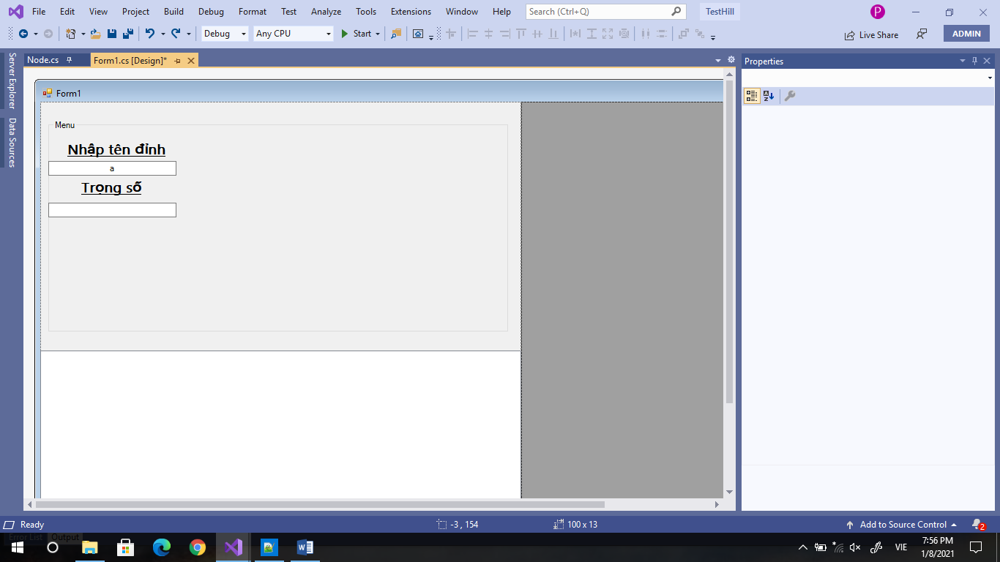 File Edit View Project Build Debug Format Test Analyze Tools Extensions Window Help Search (Ctrl+Q) TestHill P
Debug Any CPU Start Live Share ADMIN
Server Explorer
Data Sources
Node.cs Form1.cs [Design]*
Form1
Menu
Nhập tên đỉnh
a
Trọng số
Properties
Ready -3 , 154 100 x 13 Add to Source Control 2
Error List Output
VIE 7:56 PM
1/8/2021